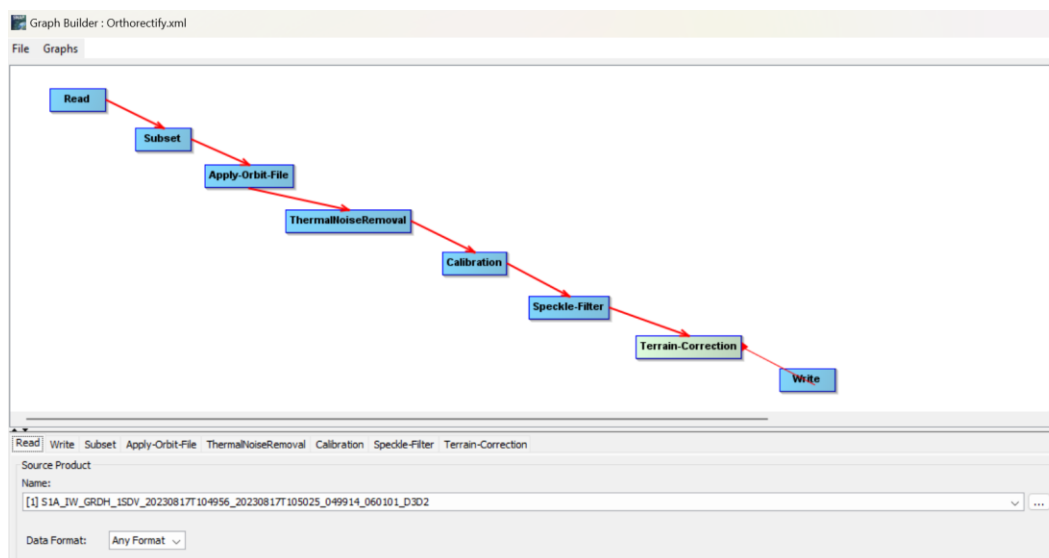 Graph Builder : Orthorectify.xml
File Graphs
Read
Subset
Apply-Orbit-File
ThermalNoiseRemoval
Calibration
Speckle-Filter
Terrain-Correction
Write
Read Write Subset Apply-Orbit-File ThermalNoiseRemoval Calibration Speckle-Filter Terrain-Correction
Source Product
Name:
[1] S1A_IW_GRDH_1SDV_20230817T104956_20230817T105025_049914_060101_D3D2
...
Data Format: Any Format